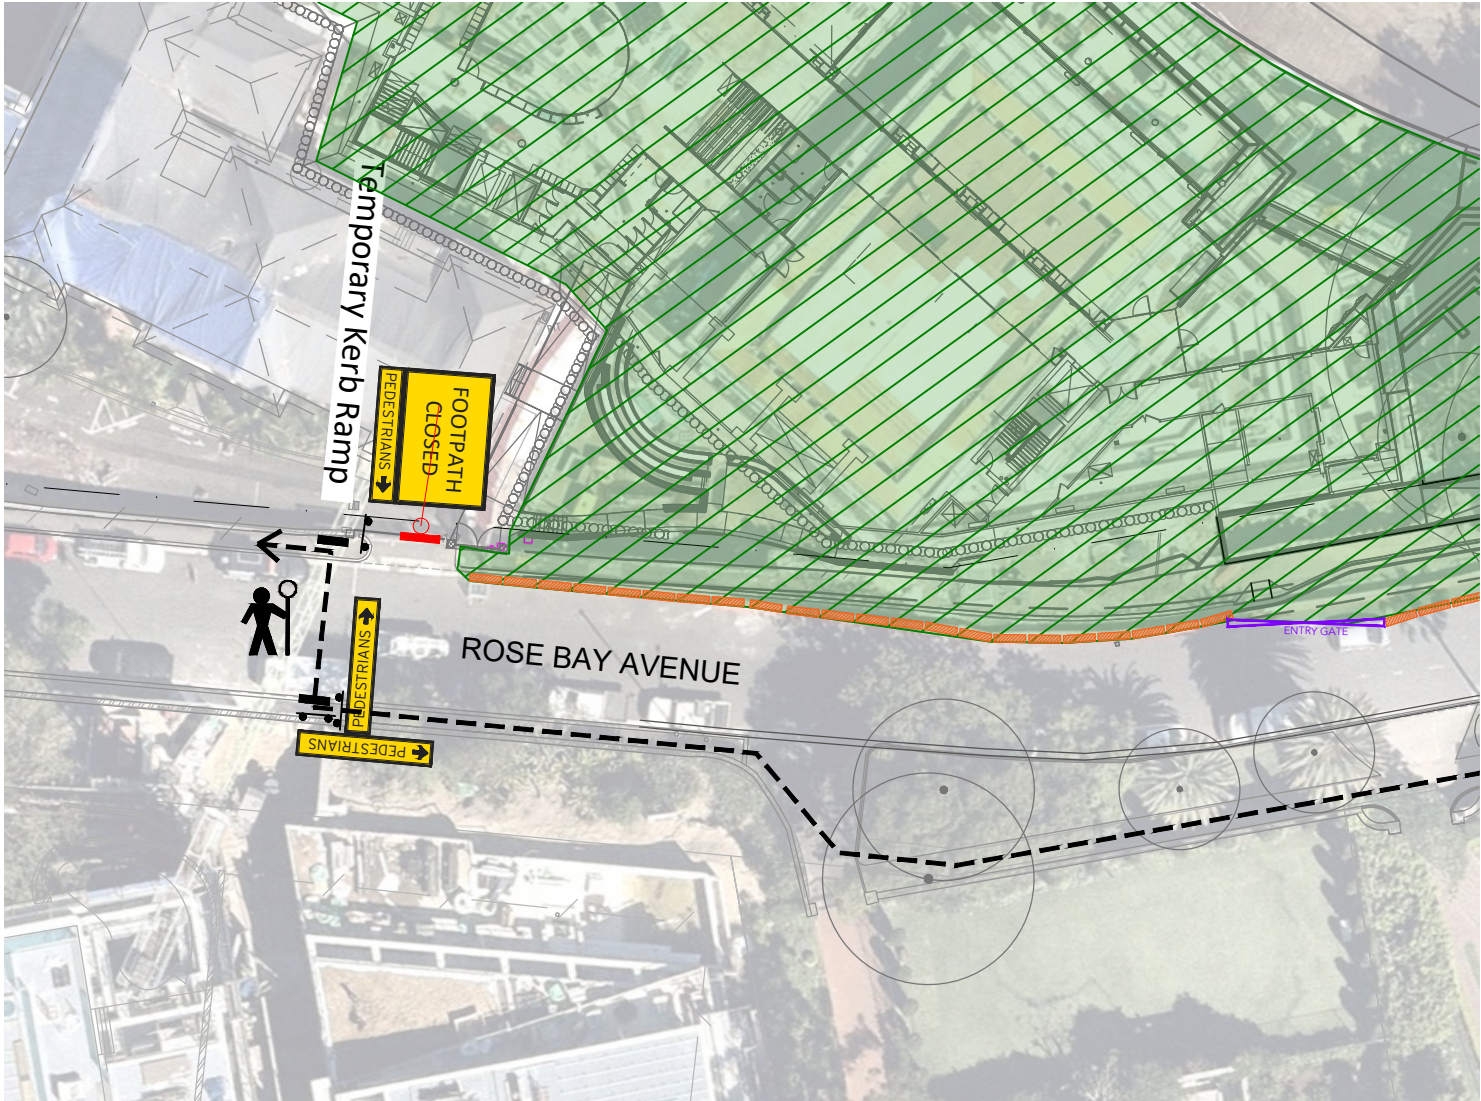 Temporary Kerb Ramp
FOOTPATH
CLOSED
PEDESTRIANS
PEDESTRIANS
PEDESTRIANS
ROSE BAY AVENUE
ENTRY GATE